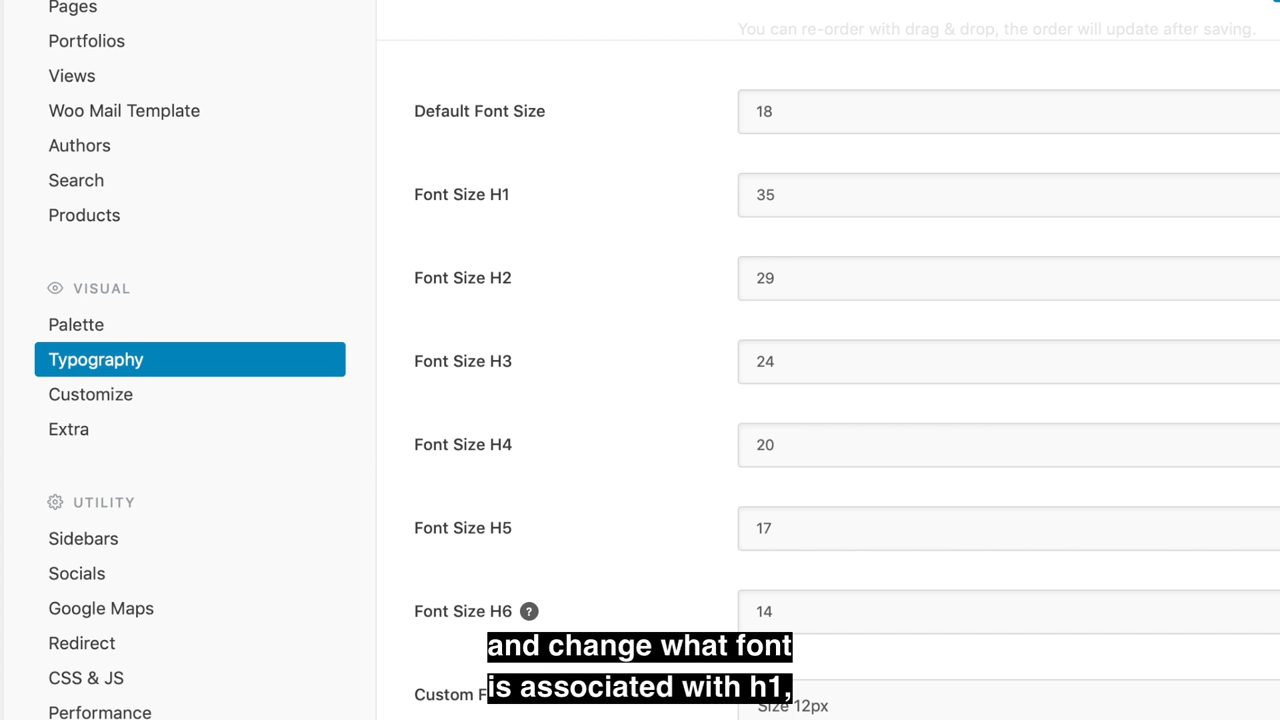 Pages
Portfolios
Views
Woo Mail Template
Authors
Search
Products
VISUAL
Palette
Typography
Customize
Extra
UTILITY
Sidebars
Socials
Google Maps
Redirect
CSS & JS
Performance
You can re-order with drag & drop, the order will update after saving.
Default Font Size
18
Font Size H1
35
Font Size H2
29
Font Size H3
24
Font Size H4
20
Font Size H5
17
Font Size H6 ?
14
Custom F
Size 12px
and change what font
is associated with h1,